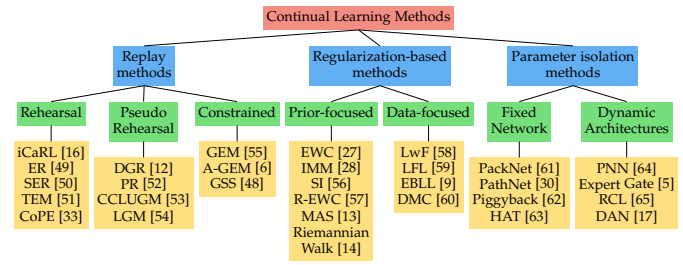 Continual Learning Methods
Replay
methods
Regularization-based
methods
Parameter isolation
methods
Rehearsal
Pseudo
Rehearsal
Constrained
Prior-focused
Data-focused
Fixed
Network
Dynamic
Architectures
iCaRL [16]
ER [49]
SER [50]
TEM [51]
CoPE [33]
DGR [12]
PR [52]
CCLUGM [53]
LGM [54]
GEM [55]
A-GEM [6]
GSS [48]
EWC [27]
IMM [28]
SI [56]
R-EWC [57]
MAS [13]
Riemannian
Walk [14]
LwF [58]
LFL [59]
EBLL [9]
DMC [60]
PackNet [61]
PathNet [30]
Piggyback [62]
HAT [63]
PNN [64]
Expert Gate [5]
RCL [65]
DAN [17]